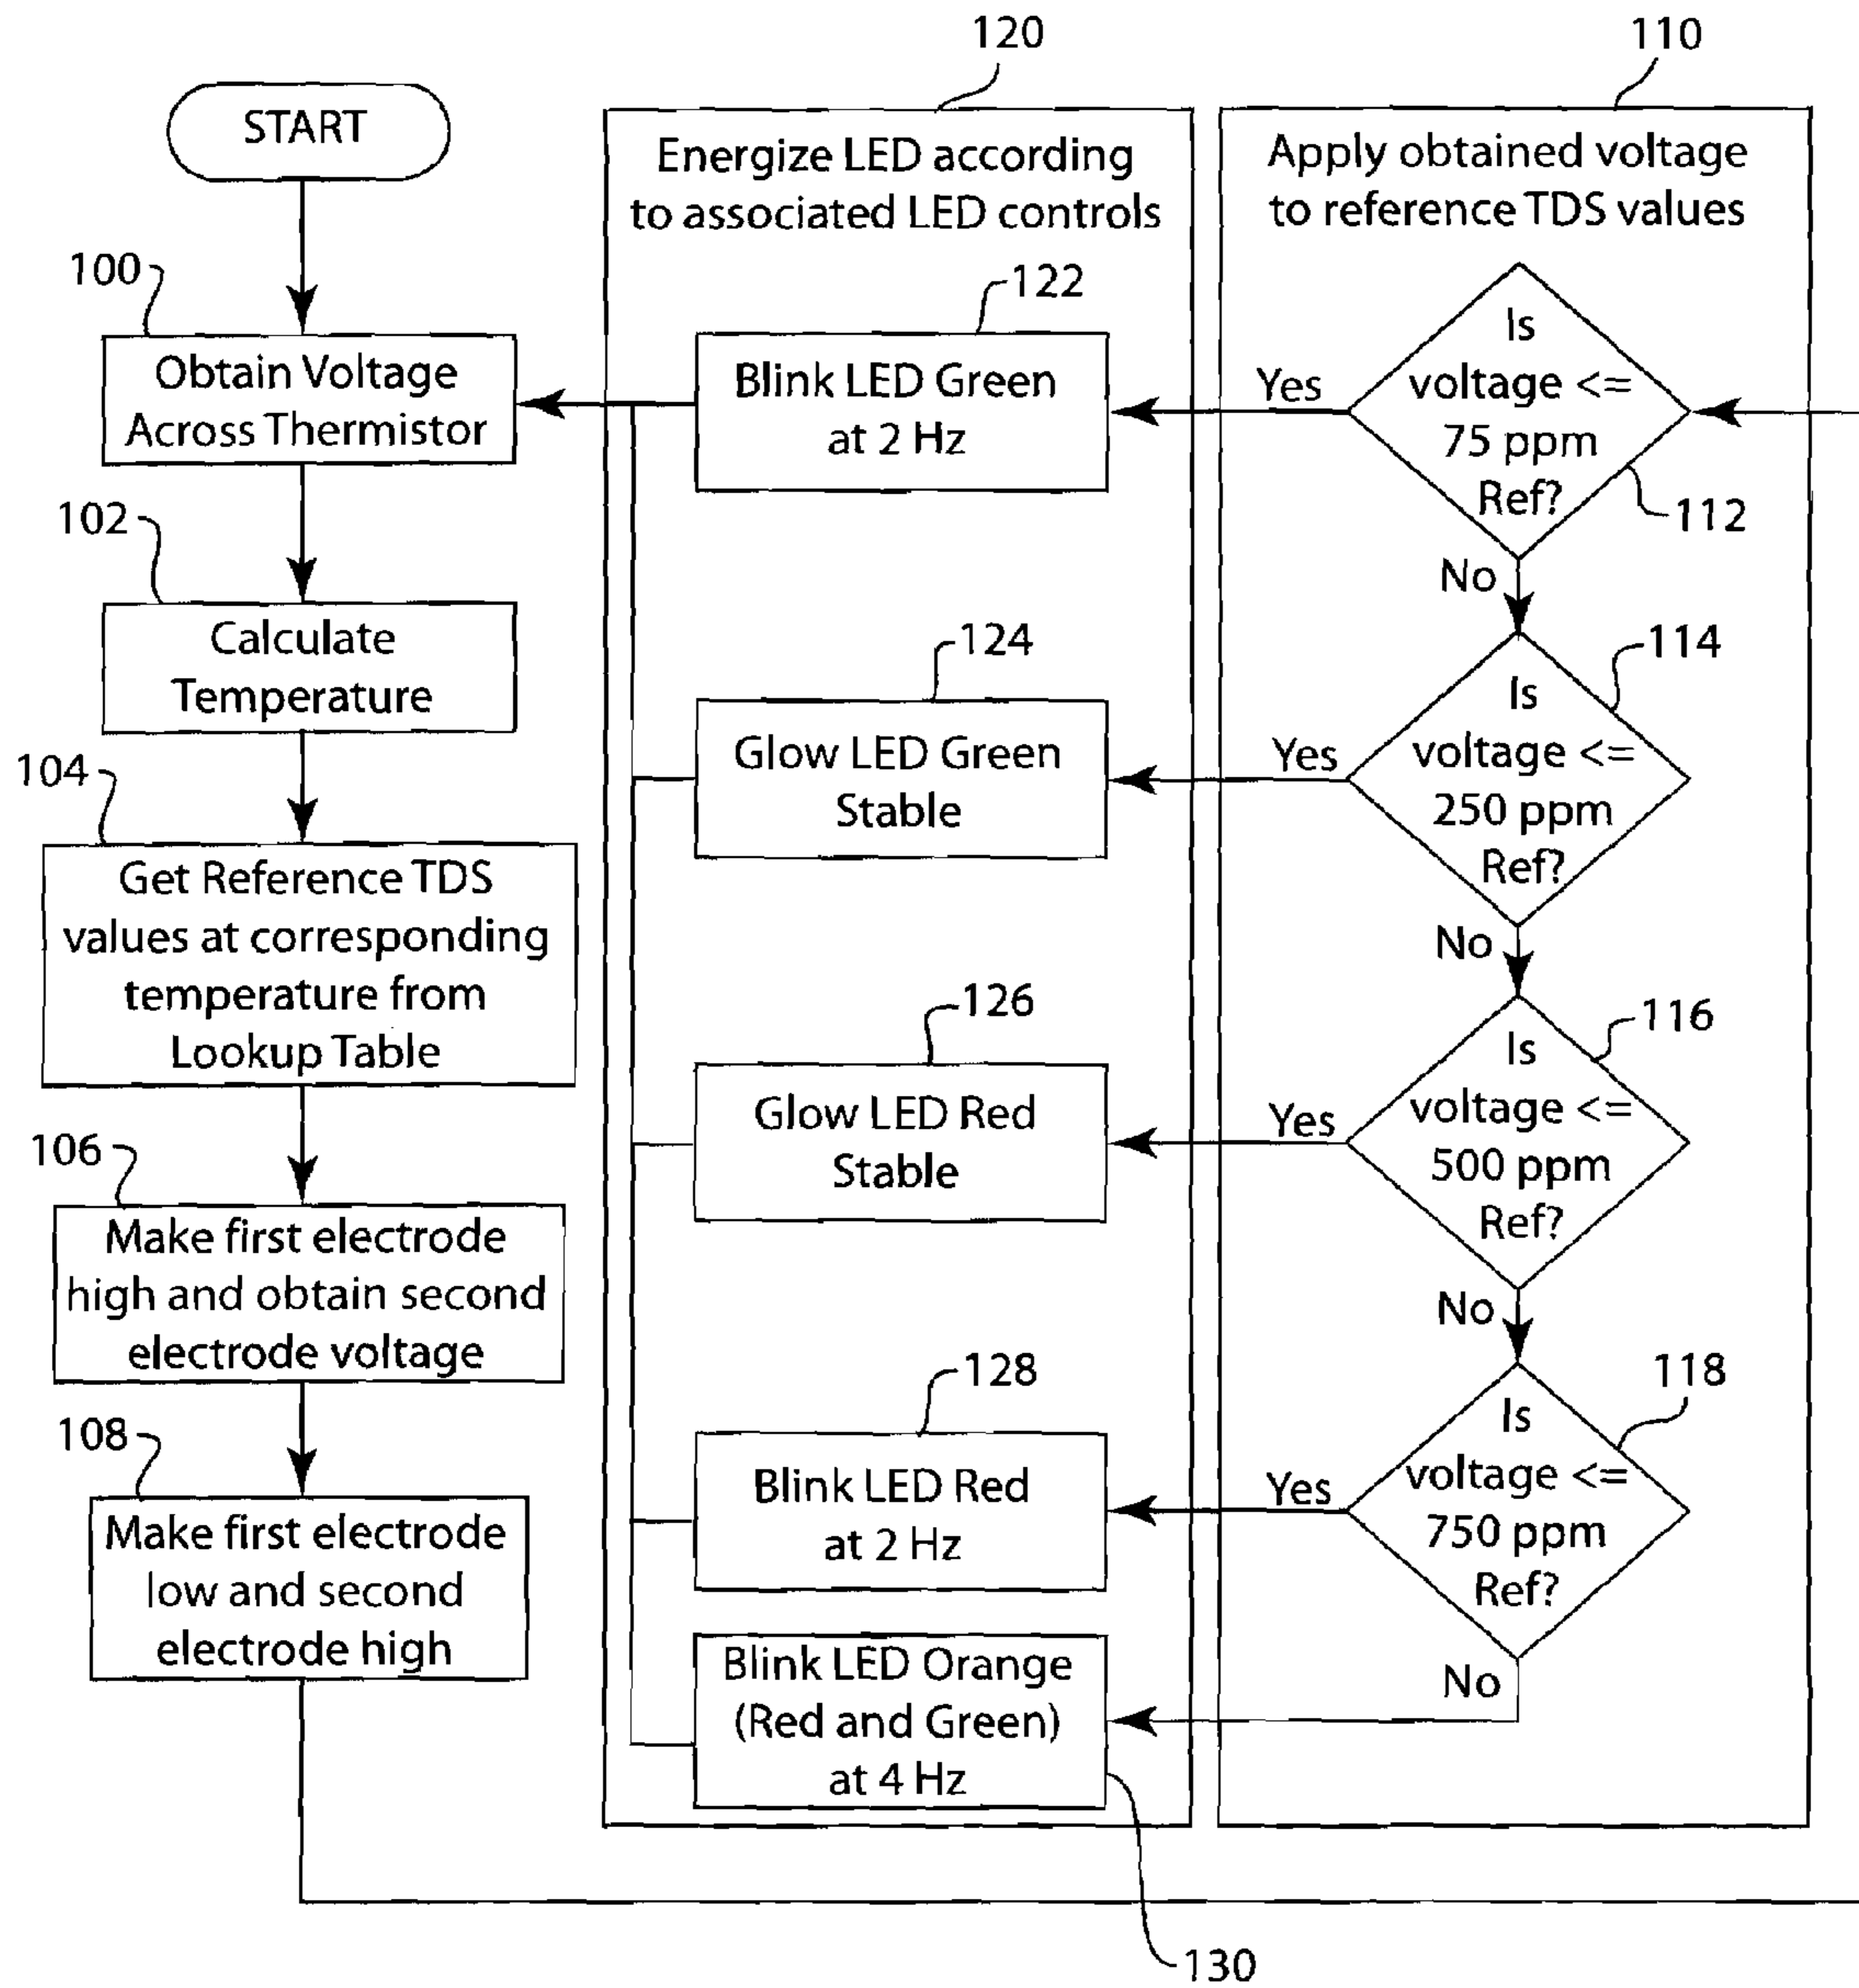 START
100
Obtain Voltage
Across Thermistor
102
Calculate
Temperature
104
Get Reference TDS
values at corresponding
temperature from
Lookup Table
106
Make first electrode
high and obtain second
electrode voltage
108
Make first electrode
low and second
electrode high
120
Energize LED according
to associated LED controls
122
Blink LED Green
at 2 Hz
124
Glow LED Green
Stable
126
Glow LED Red
Stable
128
Blink LED Red
at 2 Hz
Blink LED Orange
(Red and Green)
at 4 Hz
130
110
Apply obtained voltage
to reference TDS values
Is
voltage <=
75 ppm
Ref?
Yes
112
No
114
Is
voltage <=
250 ppm
Ref?
Yes
No
116
Is
voltage <=
500 ppm
Ref?
Yes
No
118
Is
voltage <=
750 ppm
Ref?
Yes
No